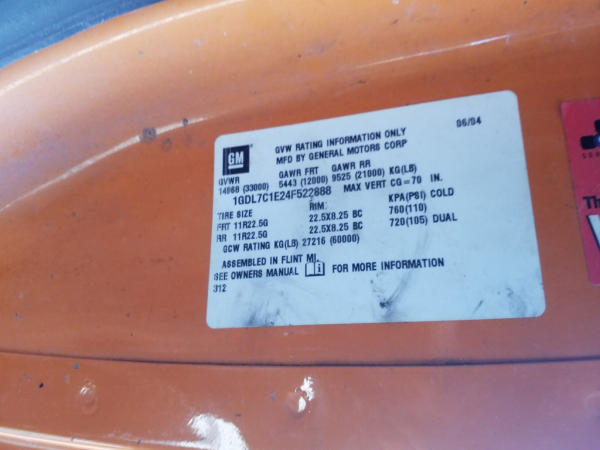 GM
GVW RATING INFORMATION ONLY
MFD BY GENERAL MOTORS CORP
06/04
GVWR GAWR FRT GAWR RR
14968 (33000) 5443 (12000) 9525 (21000) KG(LB)
1GDL7C1E24F522888 MAX VERT CG=70 IN.
TIRE SIZE RIM: KPA(PSI) COLD
FRT 11R22.5G 22.5X8.25 BC 760(110)
RR 11R22.5G 22.5X8.25 BC 720(105) DUAL
GCW RATING KG(LB) 27216 (60000)
ASSEMBLED IN FLINT MI.
SEE OWNERS MANUAL FOR MORE INFORMATION
312